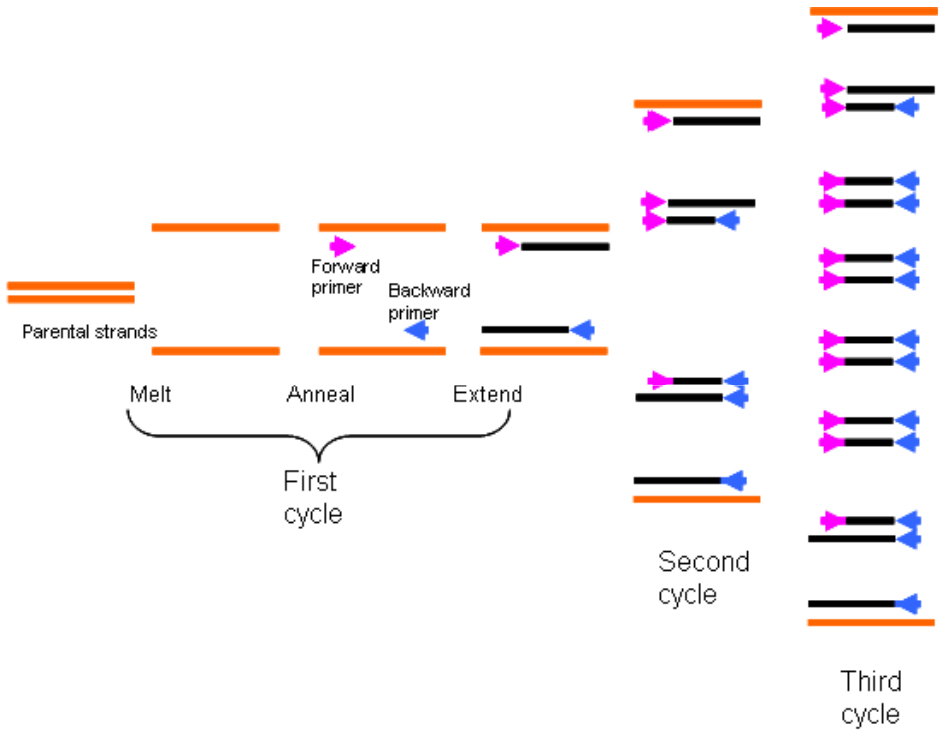 Forward
primer
Backward
primer
Parental strands
Melt
Anneal
Extend
First
cycle
Second
cycle
Third
cycle